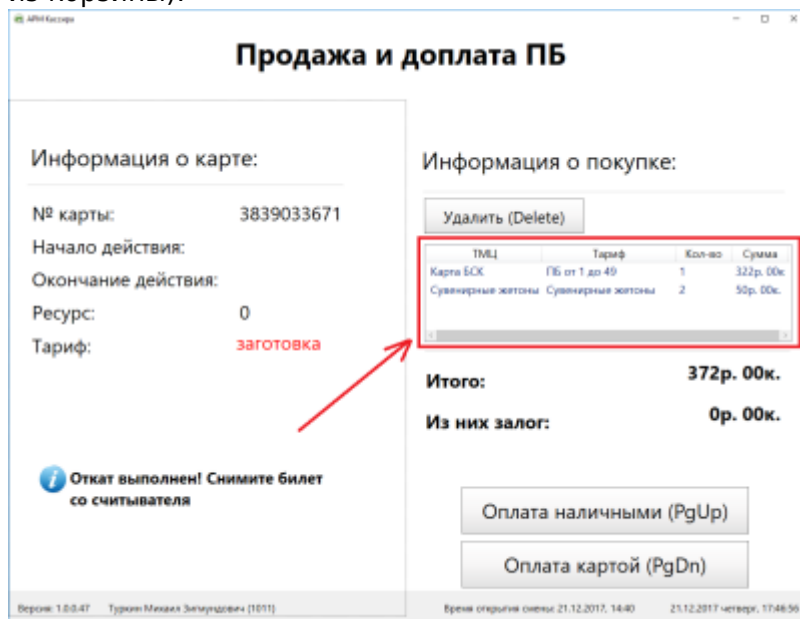 АРМ Кассира
Продажа и доплата ПБ
Информация о карте:
№ карты: 3839033671
Начало действия:
Окончание действия:
Ресурс: 0
Тариф: заготовка
Откат выполнен! Снимите билет
со считывателя
Информация о покупке:
Удалить (Delete)
ТМЦ Тариф Кол-во Сумма
Карта БСК ПБ от 1 до 49 1 322р. 00к
Сувенирные жетоны Сувенирные жетоны 2 50р. 00к.
Итого: 372р. 00к.
Из них залог: 0р. 00к.
Оплата наличными (PgUp)
Оплата картой (PgDn)
Версия: 1.0.0.47 Туркин Михаил Зигмундович (1011) Время открытия смены: 21.12.2017, 14:40 21.12.2017 четверг, 17:46:56